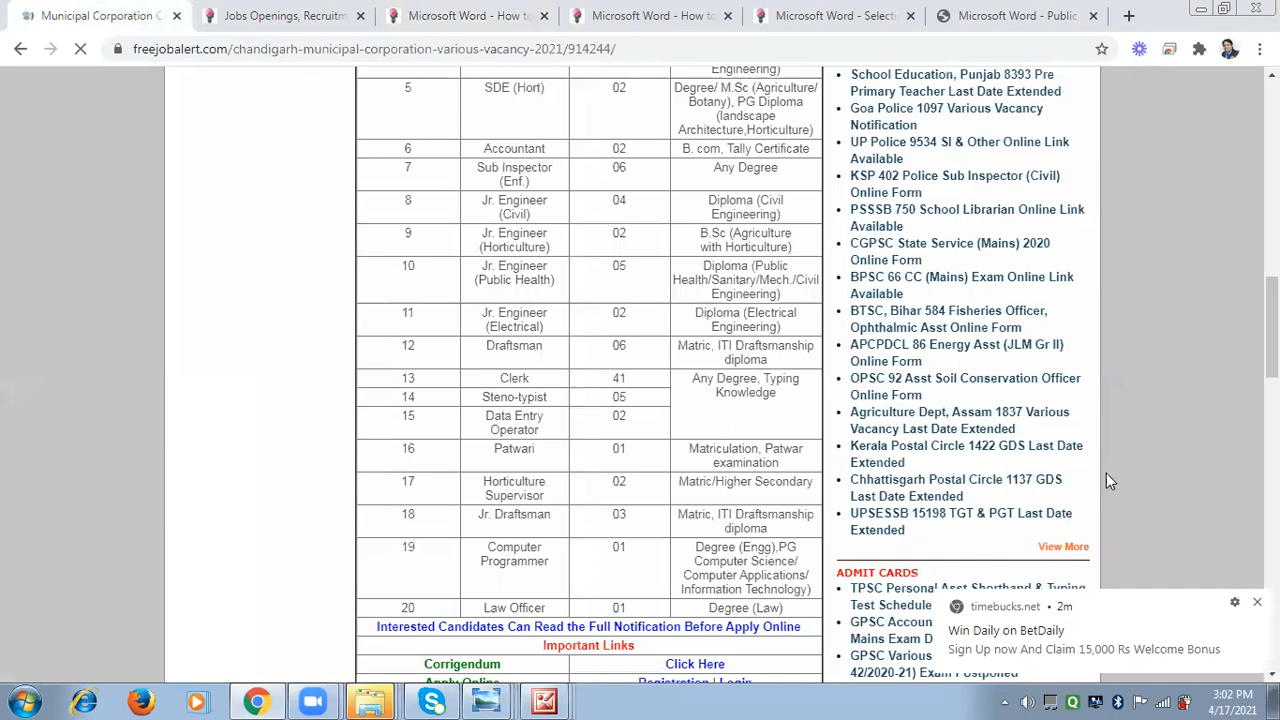 Municipal Corporation C
Jobs Openings, Recruitm
Microsoft Word - How to
Microsoft Word - How to
Microsoft Word - Selecti
Microsoft Word - Public
freejobalert.com/chandigarh-municipal-corporation-various-vacancy-2021/914244/
Engineering)
5 SDE (Hort) 02 Degree/ M.Sc (Agriculture/
Botany), PG Diploma
(landscape
Architecture,Horticulture)
6 Accountant 02 B. com, Tally Certificate
7 Sub Inspector 06 Any Degree
(Enf.)
8 Jr. Engineer 04 Diploma (Civil
(Civil) Engineering)
9 Jr. Engineer 02 B.Sc (Agriculture
(Horticulture) with Horticulture)
10 Jr. Engineer 05 Diploma (Public
(Public Health) Health/Sanitary/Mech./Civil
Engineering)
11 Jr. Engineer 02 Diploma (Electrical
(Electrical) Engineering)
12 Draftsman 06 Matric, ITI Draftsmanship
diploma
13 Clerk 41 Any Degree, Typing
Knowledge
14 Steno-typist 05
15 Data Entry 02
Operator
16 Patwari 01 Matriculation, Patwar
examination
17 Horticulture 02 Matric/Higher Secondary
Supervisor
18 Jr. Draftsman 03 Matric, ITI Draftsmanship
diploma
19 Computer 01 Degree (Engg),PG
Programmer Computer Science/
Computer Applications/
Information Technology)
20 Law Officer 01 Degree (Law)
Interested Candidates Can Read the Full Notification Before Apply Online
Important Links
Corrigendum Click Here
Apply Online Registration | Login
School Education, Punjab 8393 Pre
Primary Teacher Last Date Extended
Goa Police 1097 Various Vacancy
Notification
UP Police 9534 SI & Other Online Link
Available
KSP 402 Police Sub Inspector (Civil)
Online Form
PSSSB 750 School Librarian Online Link
Available
CGPSC State Service (Mains) 2020
Online Form
BPSC 66 CC (Mains) Exam Online Link
Available
BTSC, Bihar 584 Fisheries Officer,
Ophthalmic Asst Online Form
APCPDCL 86 Energy Asst (JLM Gr II)
Online Form
OPSC 92 Asst Soil Conservation Officer
Online Form
Agriculture Dept, Assam 1837 Various
Vacancy Last Date Extended
Kerala Postal Circle 1422 GDS Last Date
Extended
Chhattisgarh Postal Circle 1137 GDS
Last Date Extended
UPSESSB 15198 TGT & PGT Last Date
Extended
View More
ADMIT CARDS
TPSC Personal Asst Shorthand & Typing
Test Schedule
GPSC Accoun
Mains Exam D
GPSC Various
42/2020-21) Exam Postponed
timebucks.net • 2m
Win Daily on BetDaily
Sign Up now And Claim 15,000 Rs Welcome Bonus
3:02 PM
4/17/2021